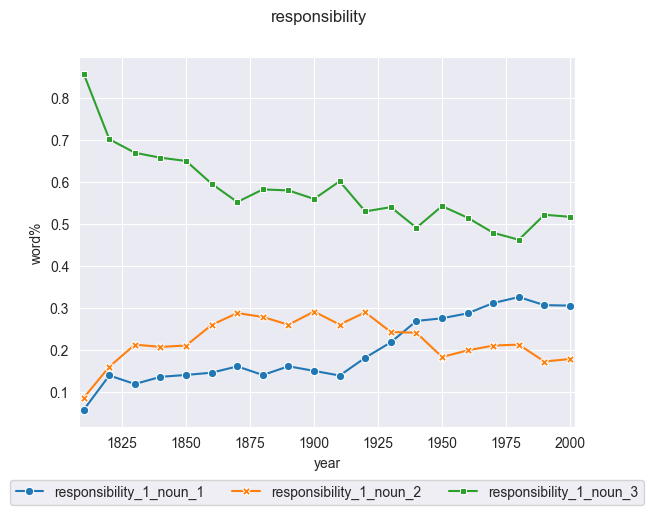 responsibility
word%
0.8
0.7
0.6
0.5
0.4
0.3
0.2
0.1
1825 1850 1875 1900 1925 1950 1975 2000
year
responsibility_1_noun_1 responsibility_1_noun_2 responsibility_1_noun_3